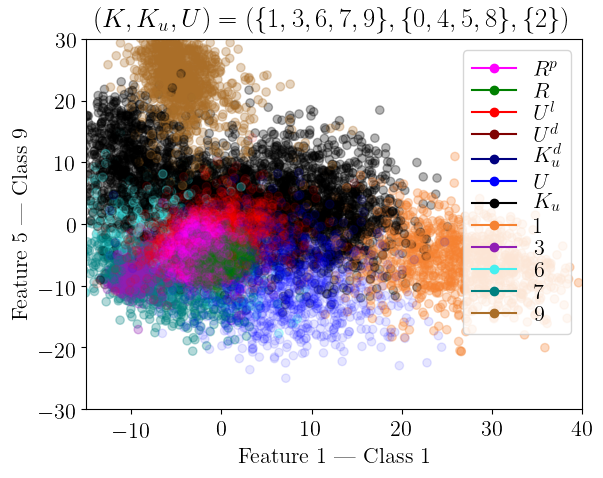 (K, K_u, U) = ({1, 3, 6, 7, 9}, {0, 4, 5, 8}, {2})
30
20
10
0
−10
−20
−30
Feature 5 — Class 9
R^p
R
U^l
U^d
K_u^d
U
K_u
1
3
6
7
9
−10
0
10
20
30
40
Feature 1 — Class 1